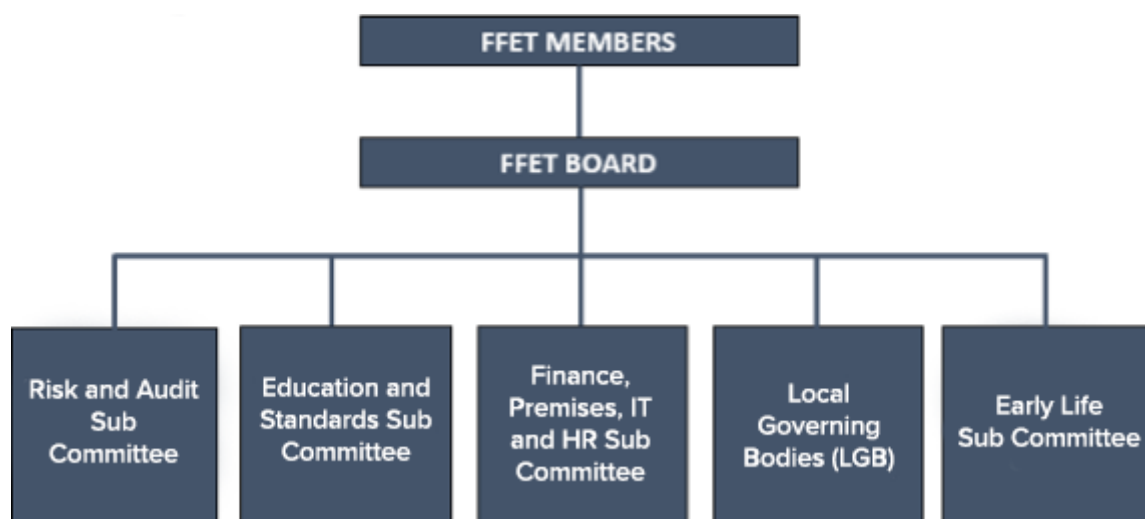 FFET MEMBERS
FFET BOARD
Risk and Audit
Sub
Committee
Education and
Standards Sub
Committee
Finance,
Premises, IT
and HR Sub
Committee
Local
Governing
Bodies (LGB)
Early Life
Sub Committee